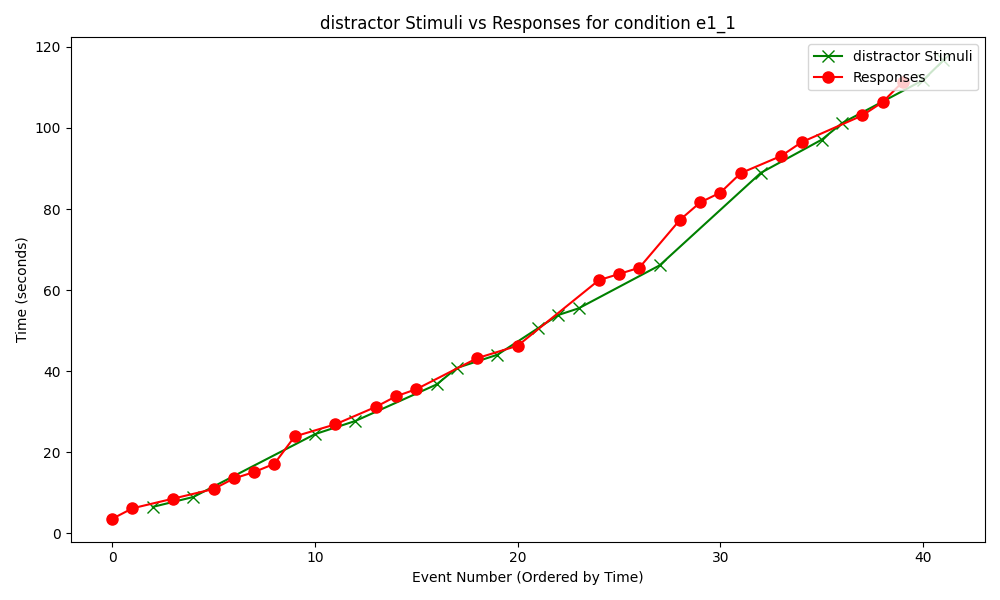 distractor Stimuli vs Responses for condition e1_1
distractor Stimuli
Responses
120
100
80
60
40
20
0
Time (seconds)
0 10 20 30 40
Event Number (Ordered by Time)